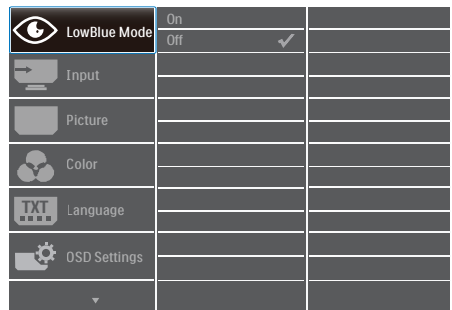 LowBlue Mode
On
Off
Input
Picture
Color
TXT
Language
OSD Settings